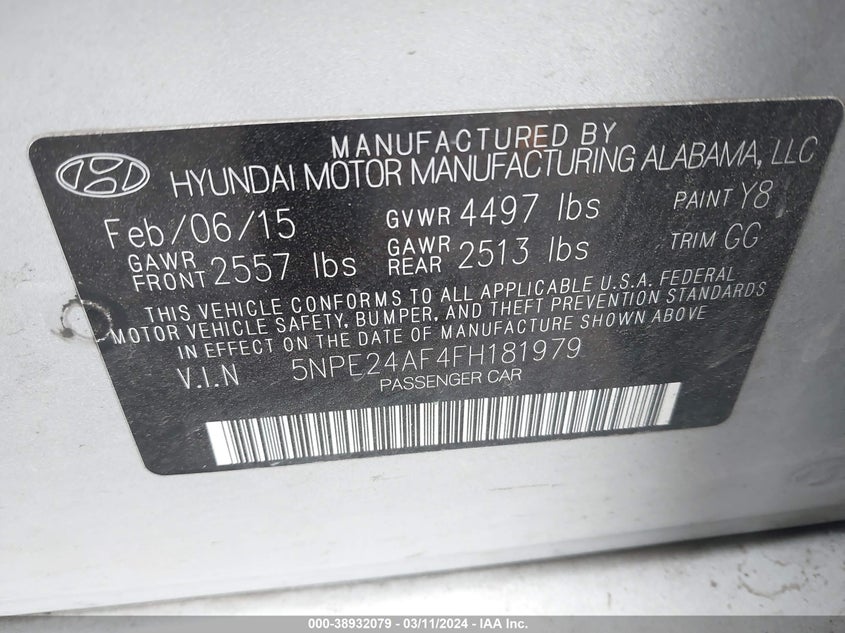 MANUFACTURED BY
HYUNDAI MOTOR MANUFACTURING ALABAMA, LLC
Feb/06/15 GVWR 4497 lbs PAINT Y8
GAWR FRONT 2557 lbs GAWR REAR 2513 lbs TRIM GG
THIS VEHICLE CONFORMS TO ALL APPLICABLE U.S.A. FEDERAL
MOTOR VEHICLE SAFETY, BUMPER, AND THEFT PREVENTION STANDARDS
IN EFFECT ON THE DATE OF MANUFACTURE SHOWN ABOVE
V.I.N 5NPE24AF4FH181979
PASSENGER CAR
000-38932079 - 03/11/2024 - IAA Inc.